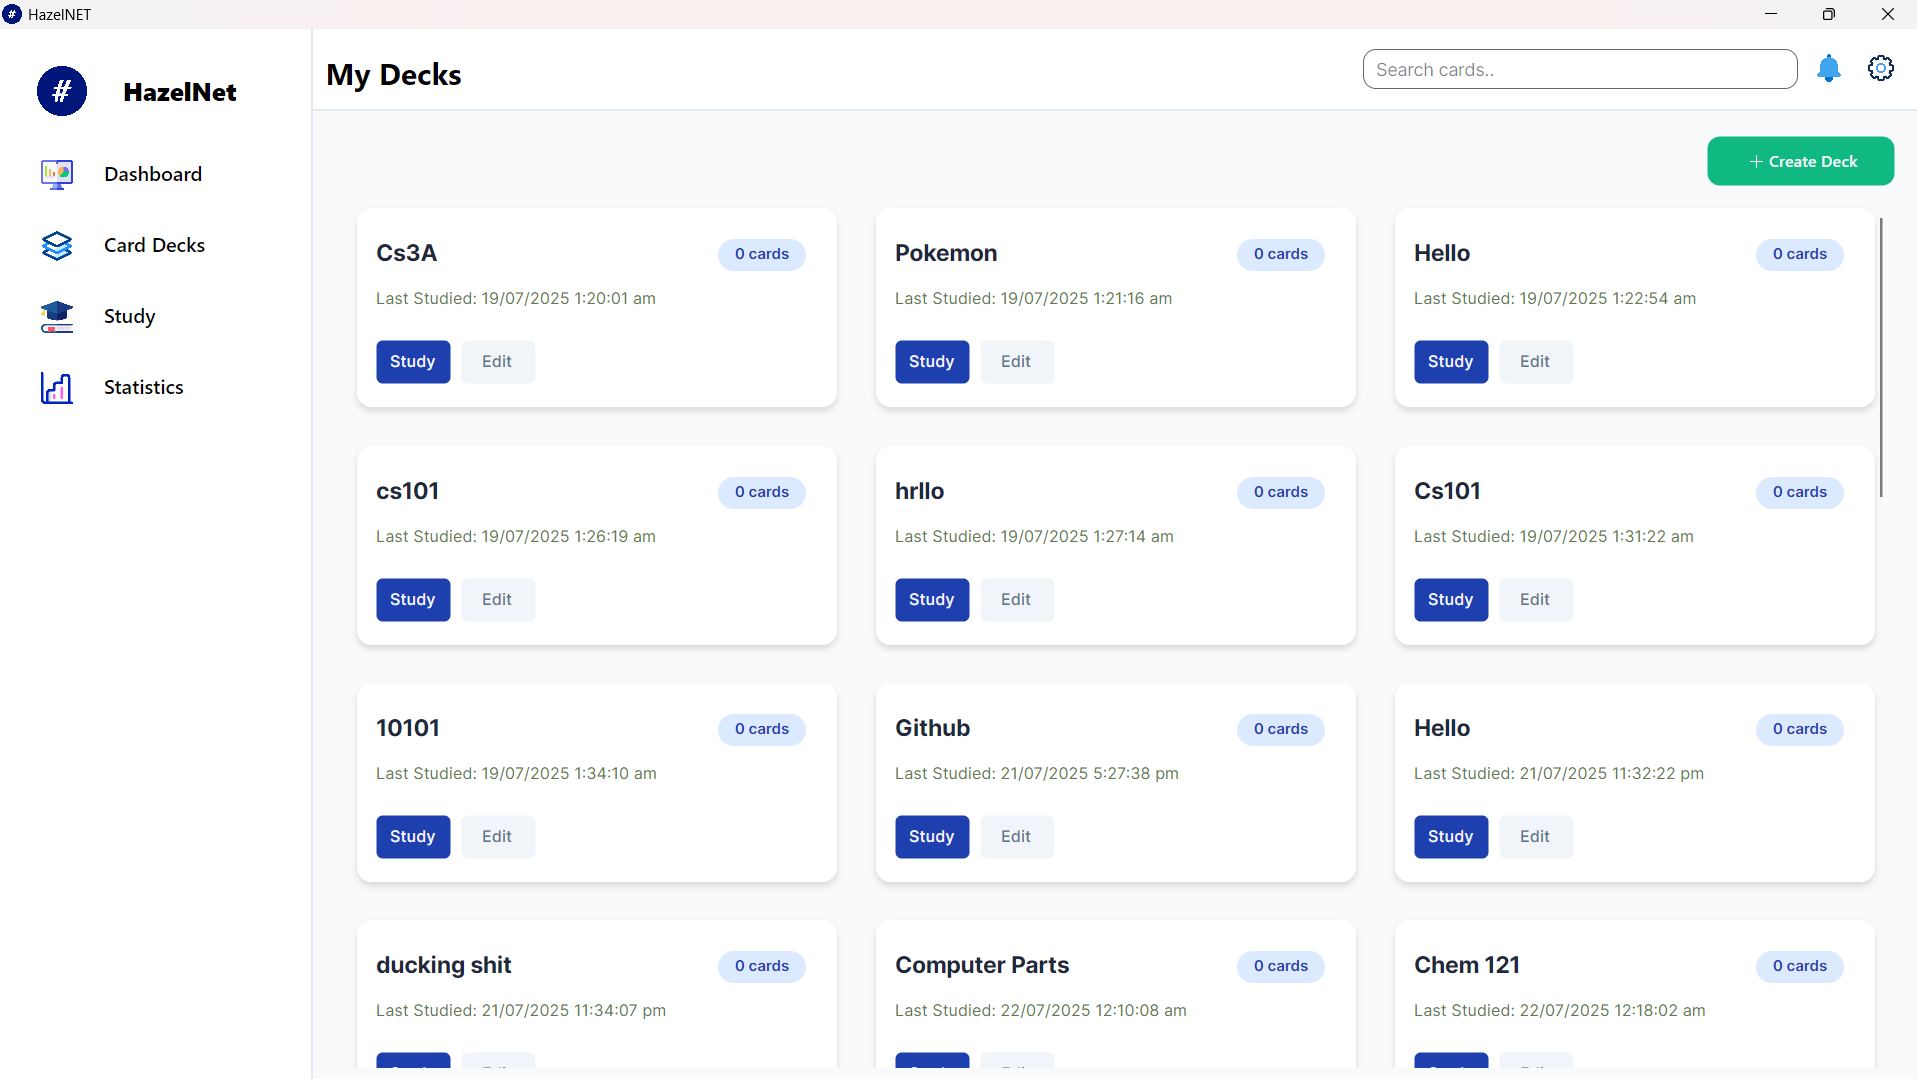 HazelNET
# HazelNet
Dashboard
Card Decks
Study
Statistics
My Decks
Search cards..
+ Create Deck
Cs3A
0 cards
Last Studied: 19/07/2025 1:20:01 am
Study Edit
Pokemon
0 cards
Last Studied: 19/07/2025 1:21:16 am
Study Edit
Hello
0 cards
Last Studied: 19/07/2025 1:22:54 am
Study Edit
cs101
0 cards
Last Studied: 19/07/2025 1:26:19 am
Study Edit
hrllo
0 cards
Last Studied: 19/07/2025 1:27:14 am
Study Edit
Cs101
0 cards
Last Studied: 19/07/2025 1:31:22 am
Study Edit
10101
0 cards
Last Studied: 19/07/2025 1:34:10 am
Study Edit
Github
0 cards
Last Studied: 21/07/2025 5:27:38 pm
Study Edit
Hello
0 cards
Last Studied: 21/07/2025 11:32:22 pm
Study Edit
ducking shit
0 cards
Last Studied: 21/07/2025 11:34:07 pm
Computer Parts
0 cards
Last Studied: 22/07/2025 12:10:08 am
Chem 121
0 cards
Last Studied: 22/07/2025 12:18:02 am